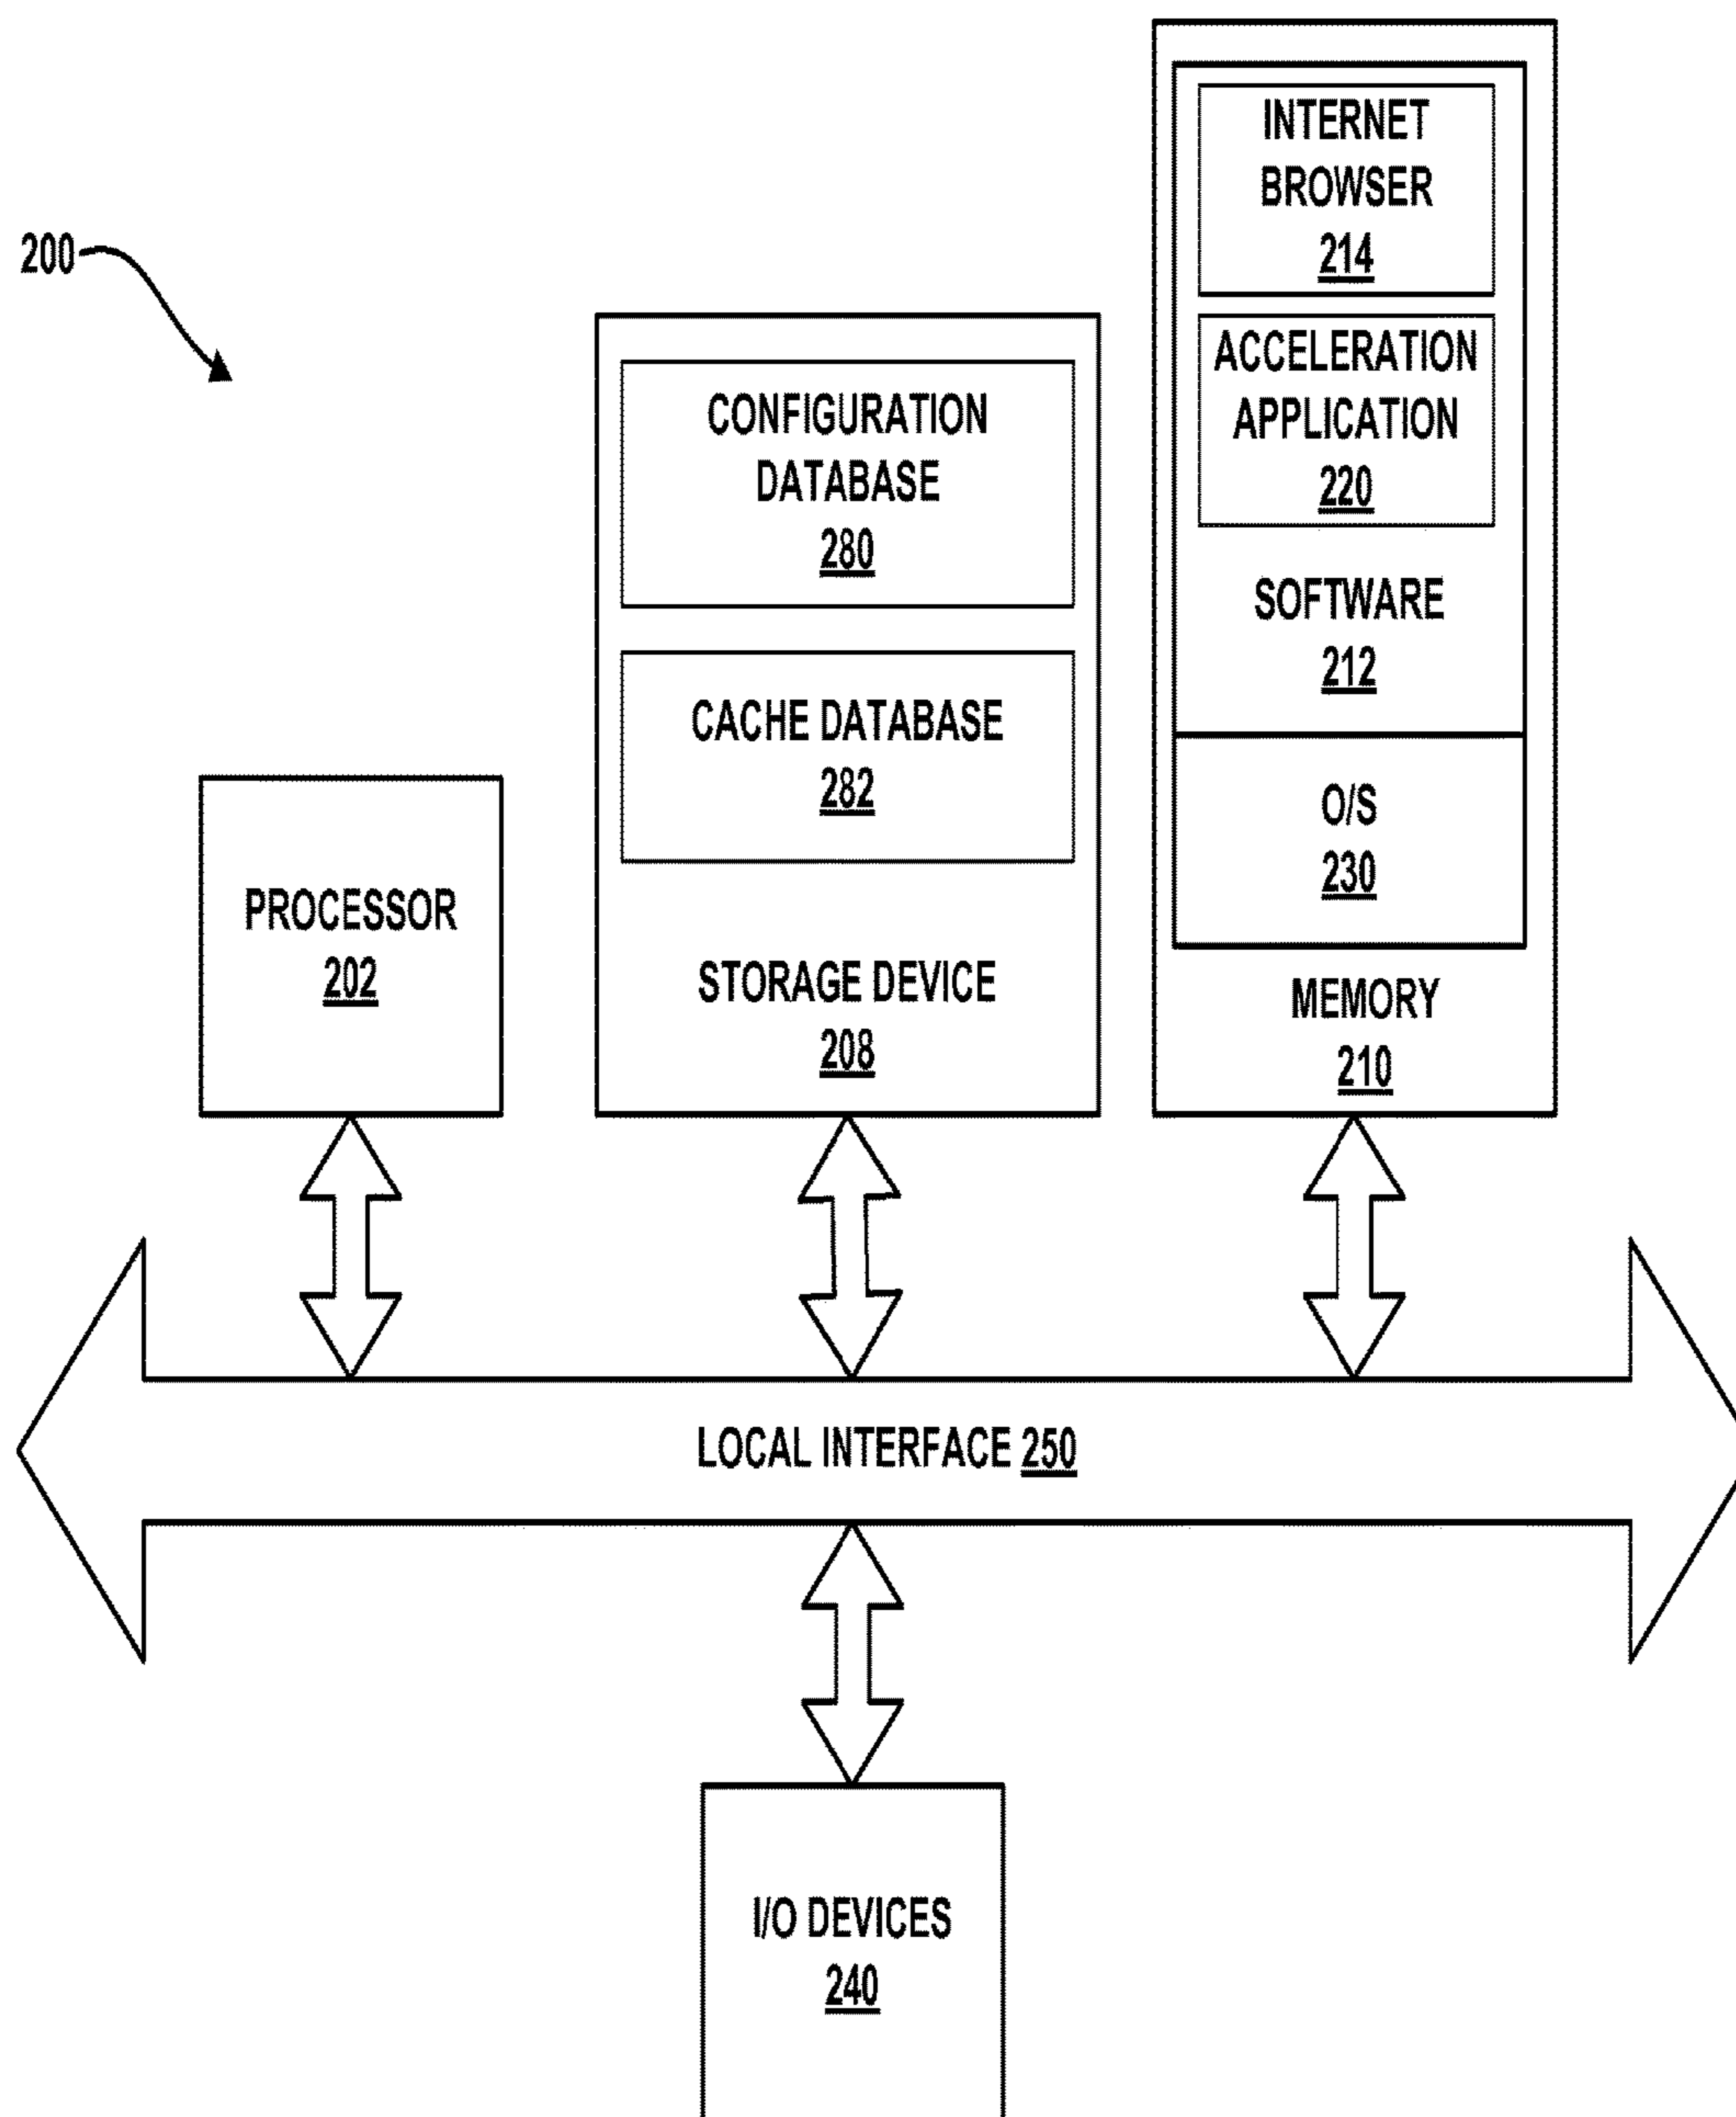 200
INTERNET
BROWSER
214
ACCELERATION
APPLICATION
220
SOFTWARE
212
O/S
230
MEMORY
210
CONFIGURATION
DATABASE
280
CACHE DATABASE
282
STORAGE DEVICE
208
PROCESSOR
202
LOCAL INTERFACE 250
I/O DEVICES
240